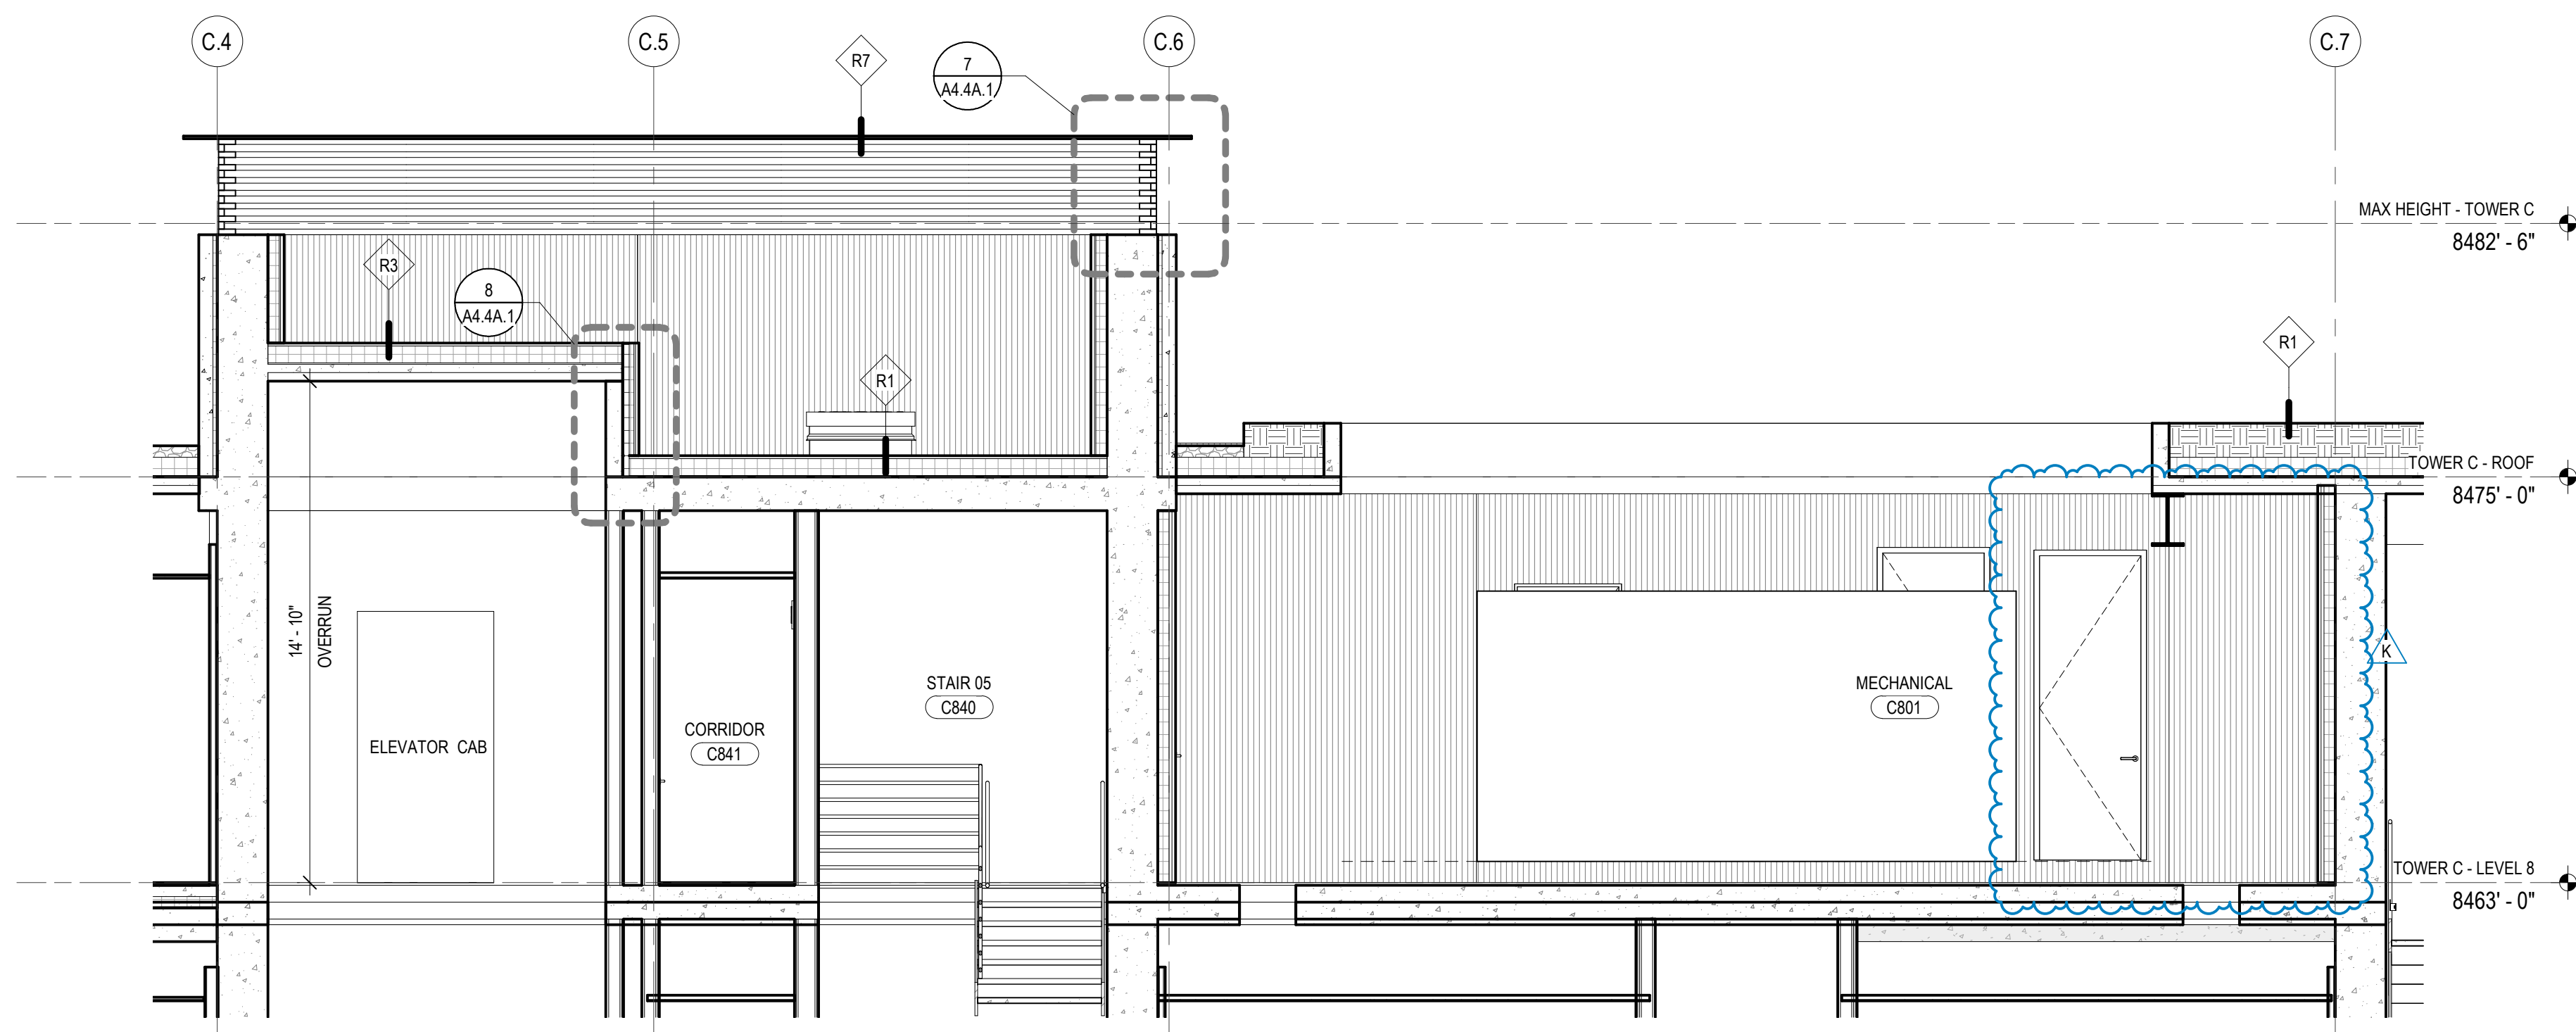 C.4
C.5
C.6
C.7
R7
7
A4.4A.1
MAX HEIGHT - TOWER C
8482' - 6"
R3
8
A4.4A.1
R1
R1
TOWER C - ROOF
8475' - 0"
14' - 10"
OVERRUN
ELEVATOR CAB
CORRIDOR
C841
STAIR 05
C840
MECHANICAL
C801
K
TOWER C - LEVEL 8
8463' - 0"